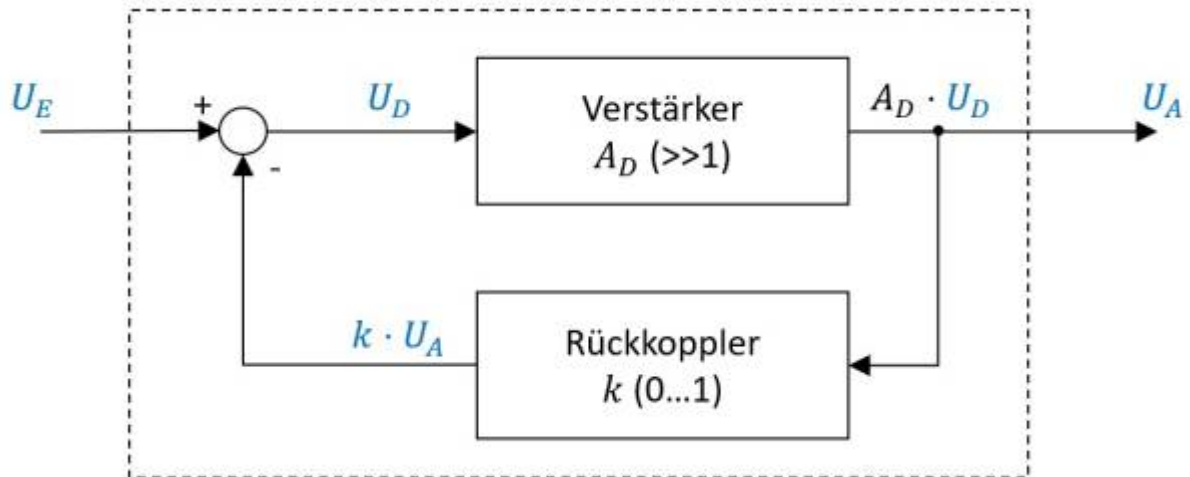 U_E
+
-
U_D
Verstärker
A_D (>>1)
A_D · U_D
U_A
k · U_A
Rückkoppler
k (0...1)